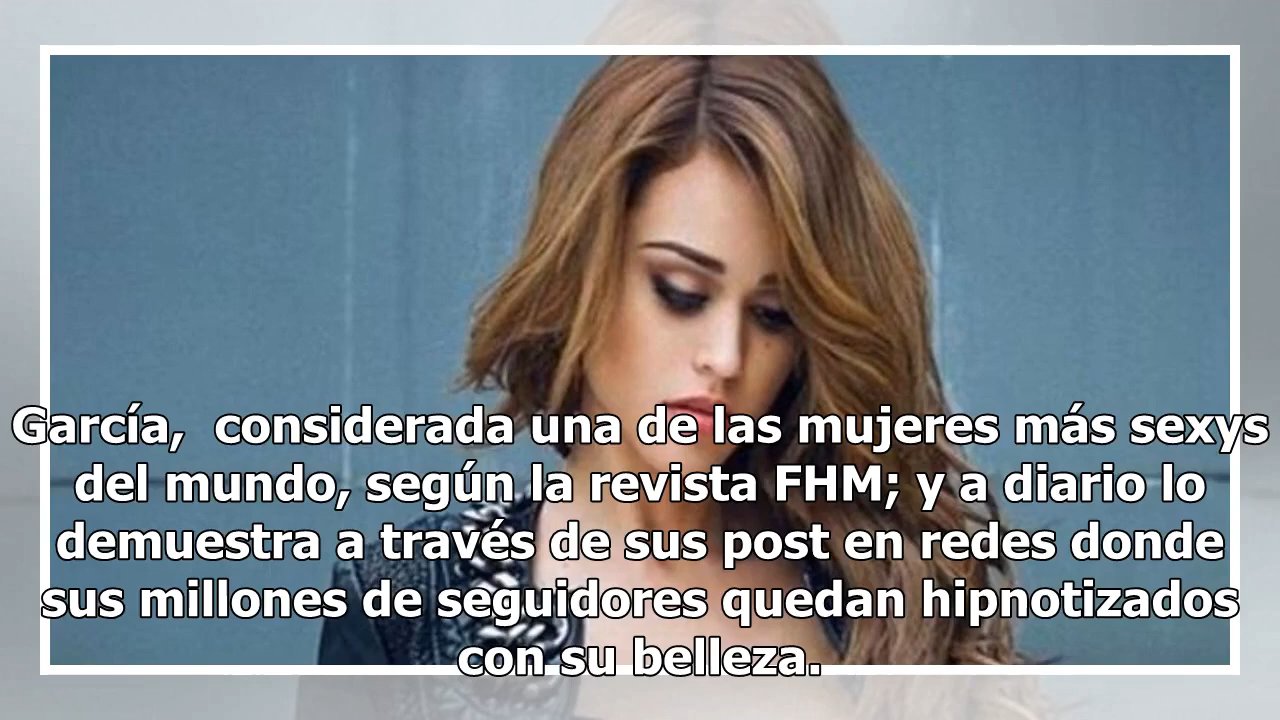 García,  considerada una de las mujeres más sexys
del mundo, según la revista FHM; y a diario lo
demuestra a través de sus post en redes donde
sus millones de seguidores quedan hipnotizados
con su belleza.